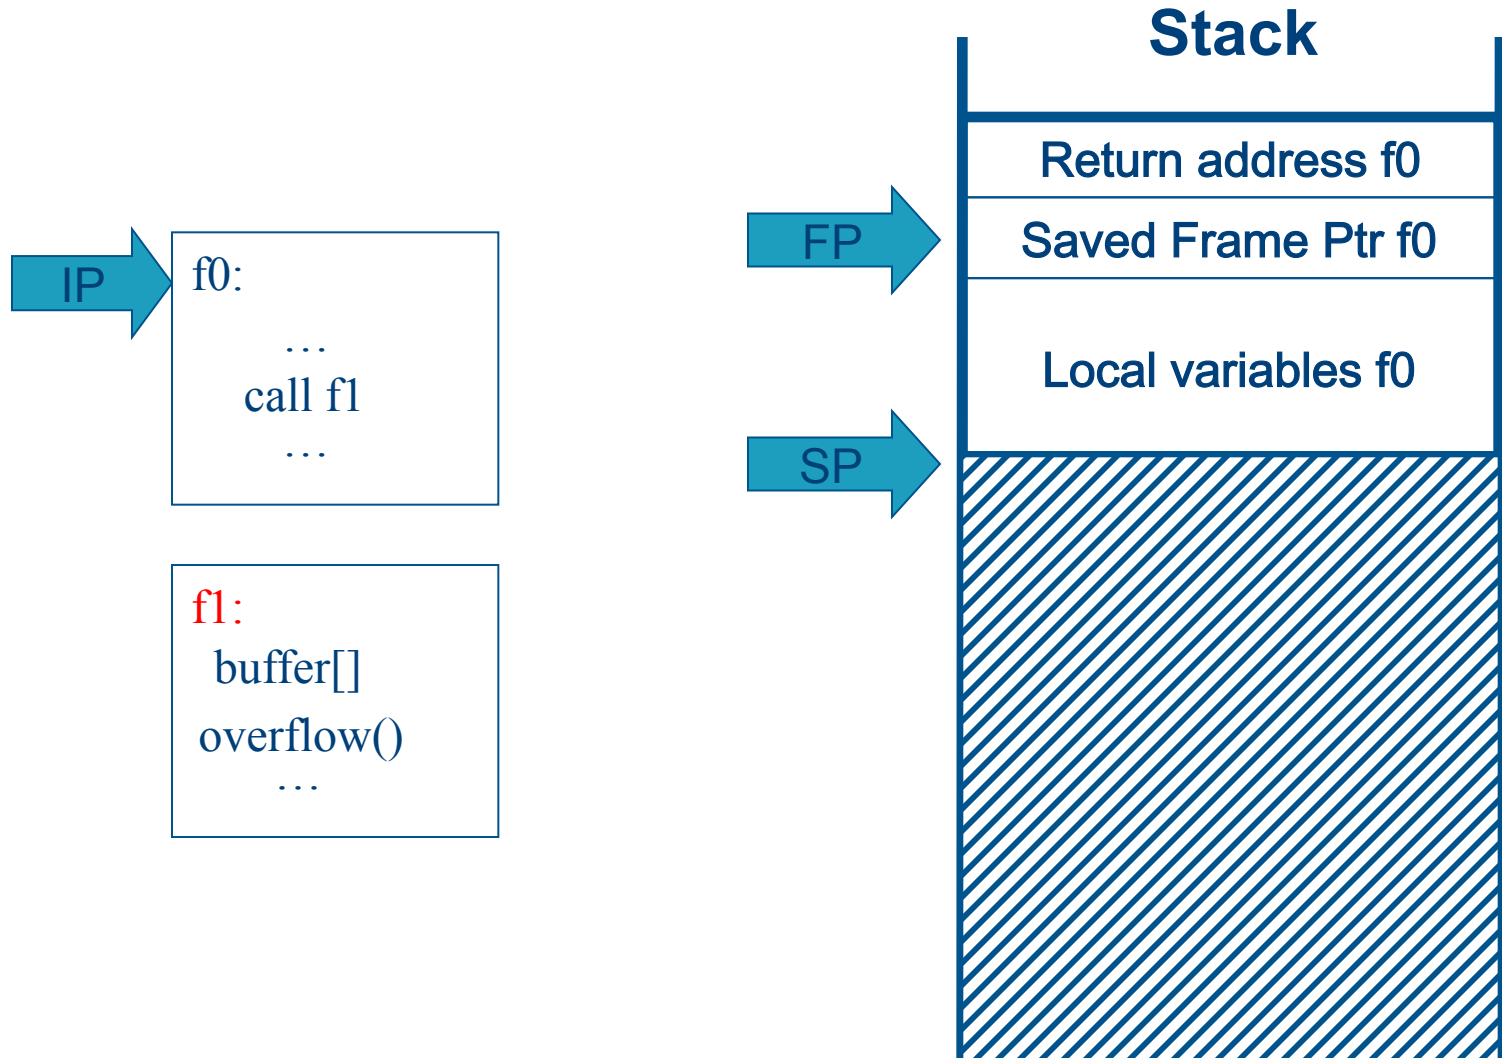 Stack
Return address f0
FP
Saved Frame Ptr f0
IP
f0:
…
call f1
…
Local variables f0
SP
f1:
buffer[]
overflow()
…